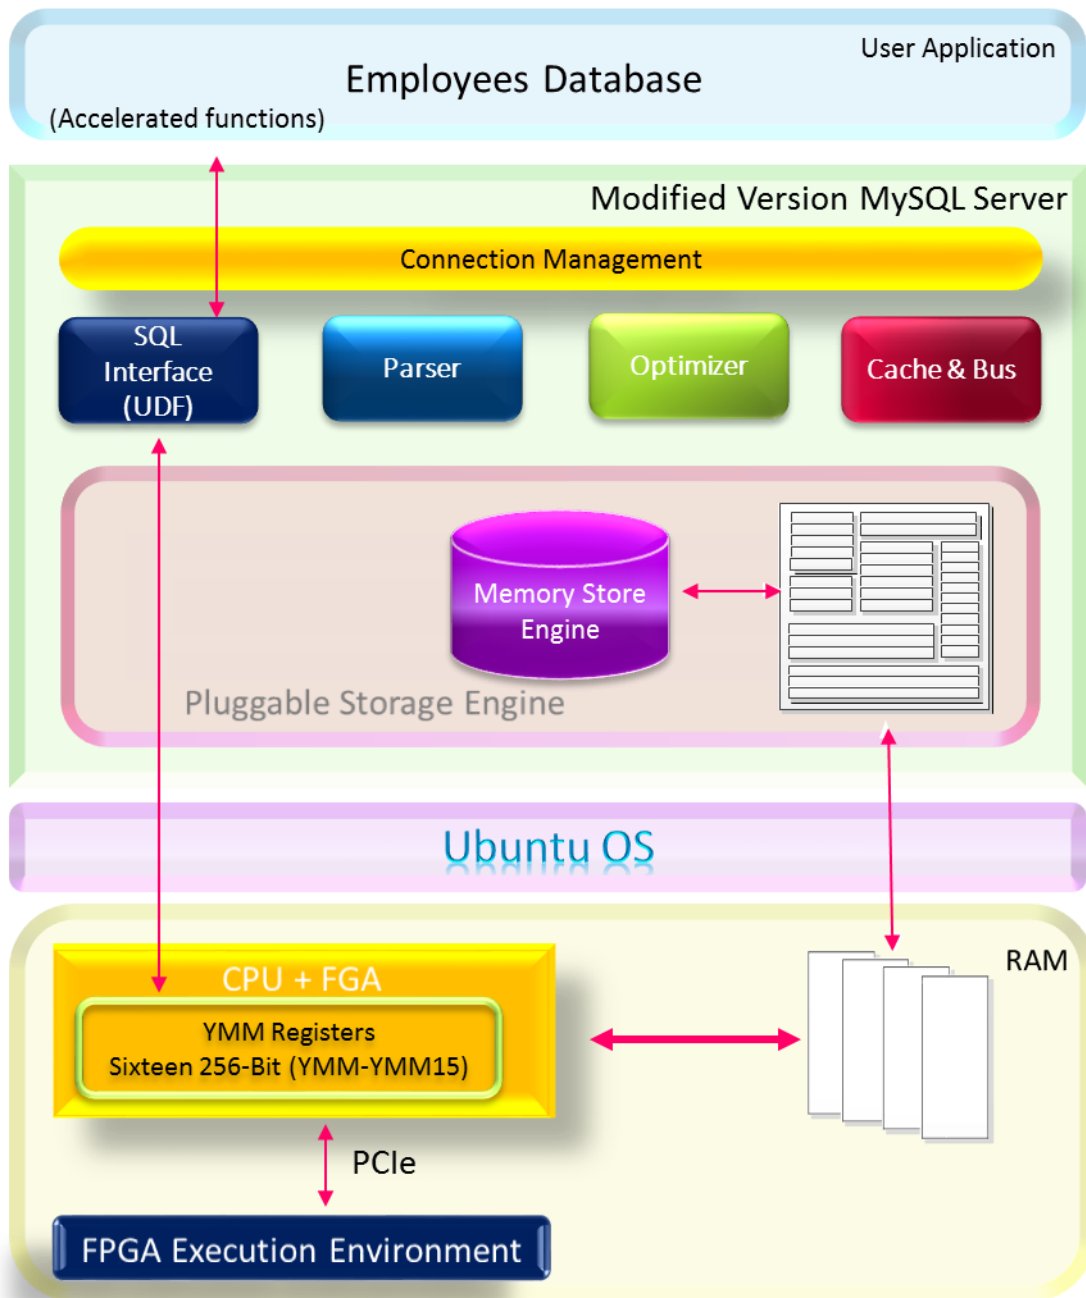 User Application
Employees Database
(Accelerated functions)
Modified Version MySQL Server
Connection Management
SQL
Interface
(UDF)
Parser
Optimizer
Cache & Bus
Memory Store
Engine
Pluggable Storage Engine
Ubuntu OS
CPU + FGA
RAM
YMM Registers
Sixteen 256-Bit (YMM-YMM15)
PCIe
FPGA Execution Environment